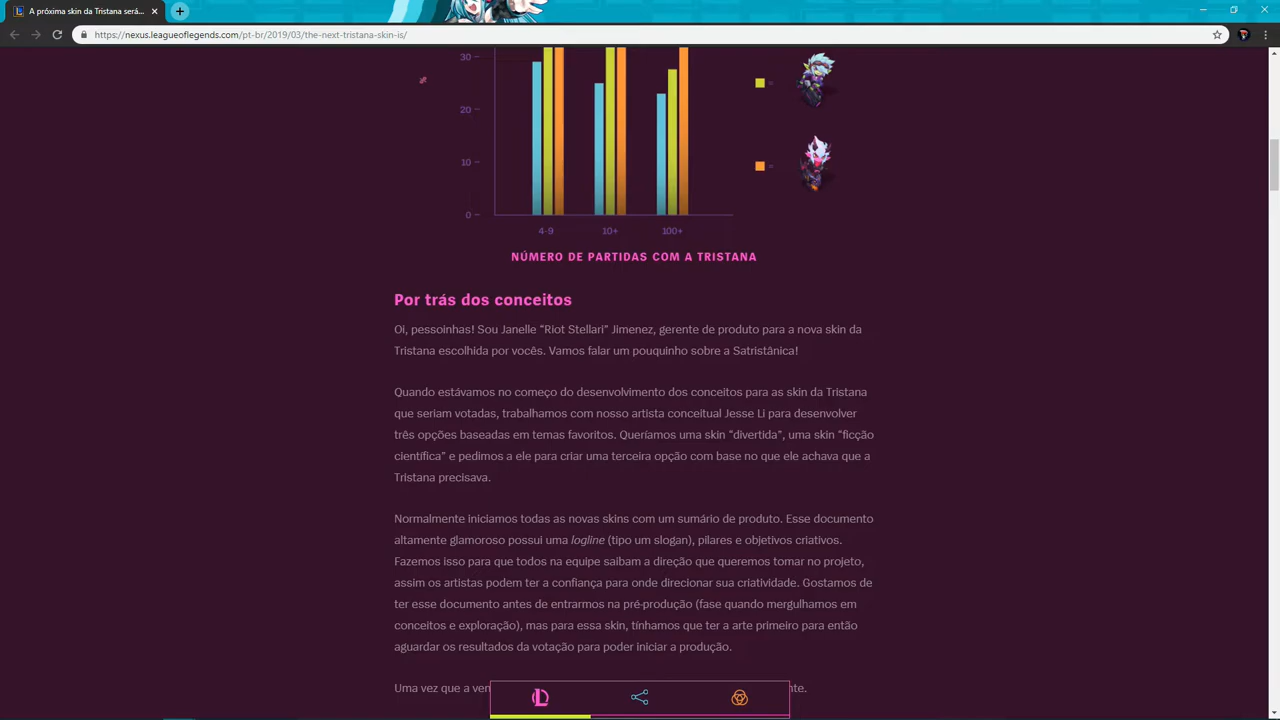 A próxima skin da Tristana será...
https://nexus.leagueoflegends.com/pt-br/2019/03/the-next-tristana-skin-is/
30
20
10
0
4-9 10+ 100+
=
=
NÚMERO DE PARTIDAS COM A TRISTANA
Por trás dos conceitos
Oi, pessoinhas! Sou Janelle “Riot Stellari” Jimenez, gerente de produto para a nova skin da
Tristana escolhida por vocês. Vamos falar um pouquinho sobre a Satristânica!
Quando estávamos no começo do desenvolvimento dos conceitos para as skin da Tristana
que seriam votadas, trabalhamos com nosso artista conceitual Jesse Li para desenvolver
três opções baseadas em temas favoritos. Queríamos uma skin “divertida”, uma skin “ficção
científica” e pedimos a ele para criar uma terceira opção com base no que ele achava que a
Tristana precisava.
Normalmente iniciamos todas as novas skins com um sumário de produto. Esse documento
altamente glamoroso possui uma logline (tipo um slogan), pilares e objetivos criativos.
Fazemos isso para que todos na equipe saibam a direção que queremos tomar no projeto,
assim os artistas podem ter a confiança para onde direcionar sua criatividade. Gostamos de
ter esse documento antes de entrarmos na pré-produção (fase quando mergulhamos em
conceitos e exploração), mas para essa skin, tínhamos que ter a arte primeiro para então
aguardar os resultados da votação para poder iniciar a produção.
Uma vez que a